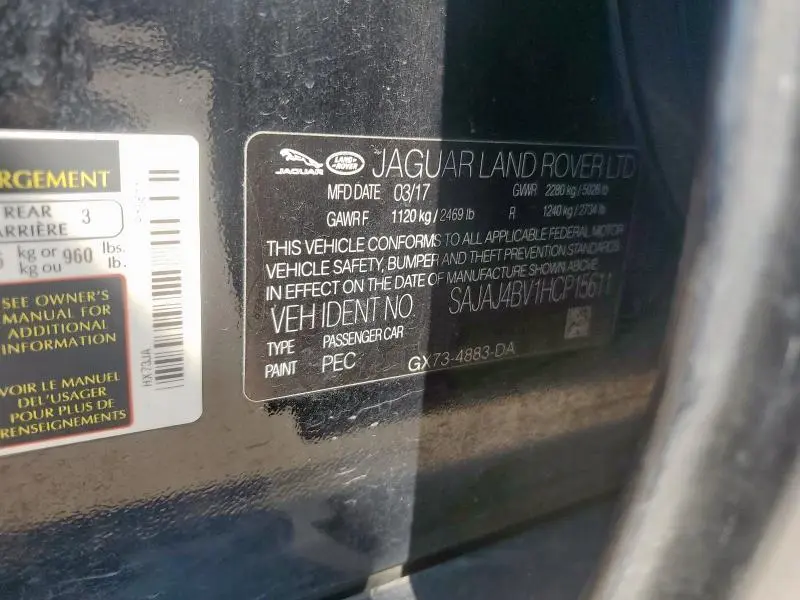 RGEMENT
REAR 3
ARRIÈRE
kg or 960 lbs.
kg ou lb.
SEE OWNER'S
MANUAL FOR
ADDITIONAL
INFORMATION
VOIR LE MANUEL
DEL'USAGER
POUR PLUS DE
RENSEIGNEMENTS
HX73JA
JAGUAR LAND ROVER JAGUAR LAND ROVER LTD
MFD DATE 03/17 GVWR 2280 kg / 5026 lb
GAWR F 1120 kg / 2469 lb R 1240 kg / 2734 lb
THIS VEHICLE CONFORMS TO ALL APPLICABLE FEDERAL MOTOR
VEHICLE SAFETY, BUMPER AND THEFT PREVENTION STANDARDS
IN EFFECT ON THE DATE OF MANUFACTURE SHOWN ABOVE.
VEH IDENT NO SAJAJ4BV1HCP15611
TYPE PASSENGER CAR
PAINT PEC GX73-4883-DA